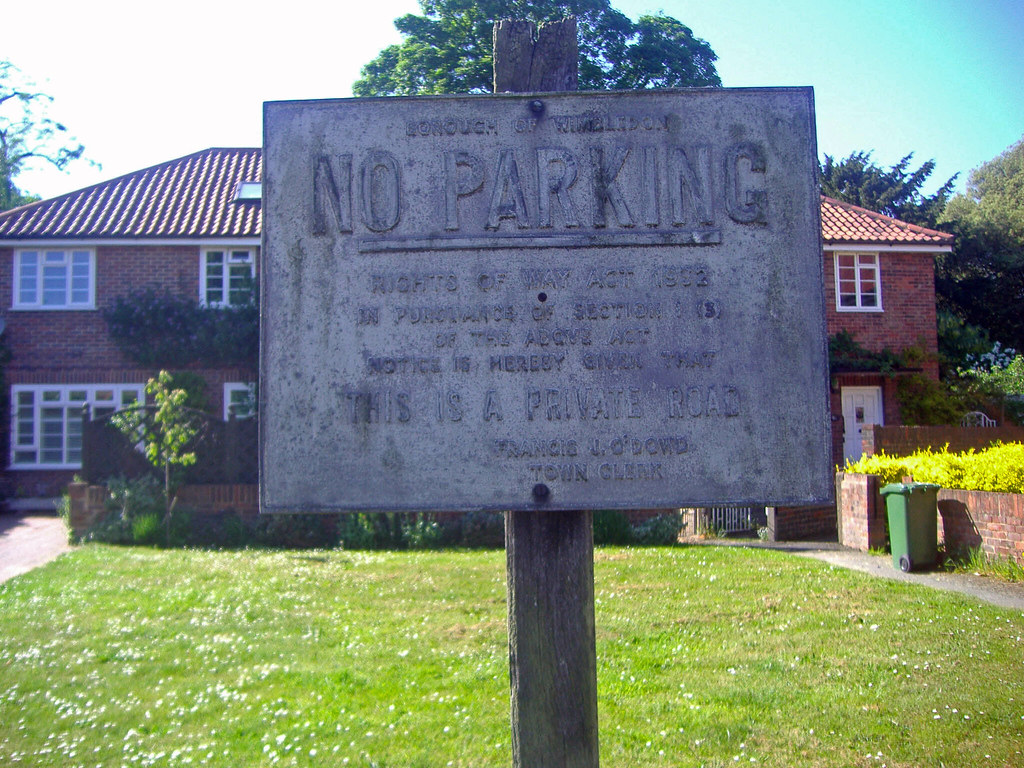 BOROUGH OF WIMBLEDON
NO PARKING
RIGHTS OF WAY ACT 1932
IN PURSUANCE OF SECTION 1 (3)
OF THE ABOVE ACT
NOTICE IS HEREBY GIVEN THAT
THIS IS A PRIVATE ROAD
FRANCIS J. O'DOWD
TOWN CLERK